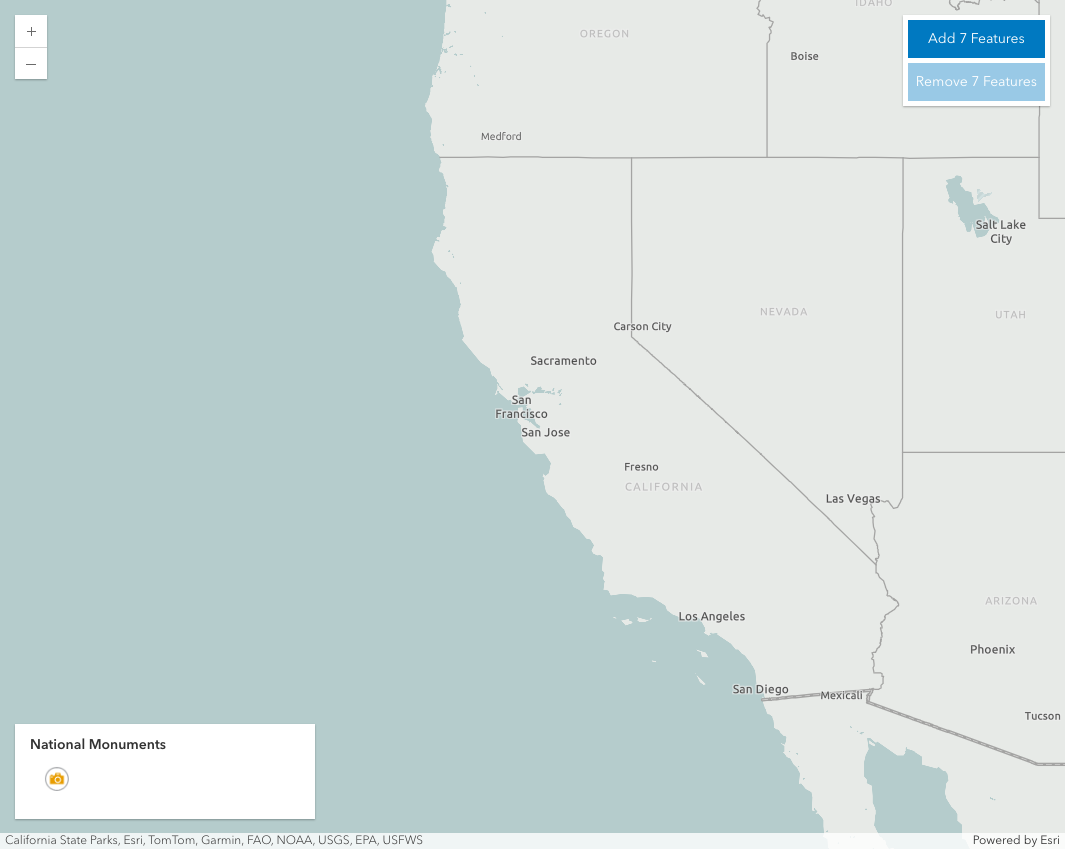 +
−
IDAHO
OREGON
Boise
Add 7 Features
Remove 7 Features
Medford
Salt Lake
City
NEVADA
UTAH
Carson City
Sacramento
San
Francisco
San Jose
Fresno
CALIFORNIA
Las Vegas
ARIZONA
Los Angeles
Phoenix
San Diego
Mexicali
Tucson
National Monuments
California State Parks, Esri, TomTom, Garmin, FAO, NOAA, USGS, EPA, USFWS
Powered by Esri